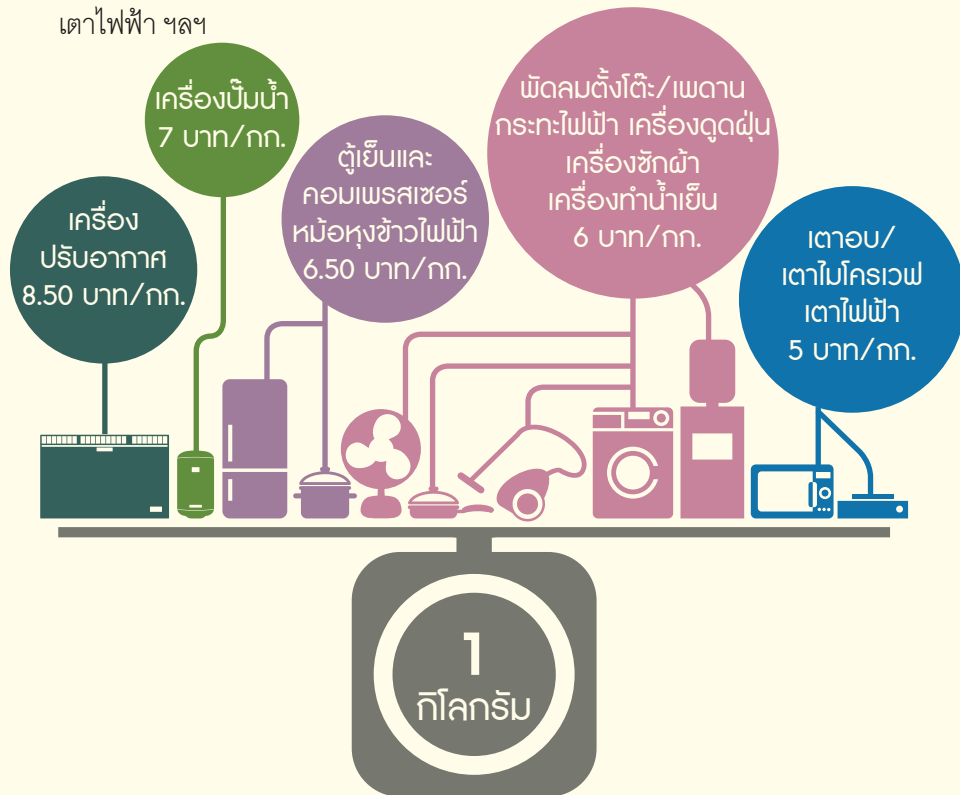 เตาไฟฟ้า ฯลฯ
เครื่องปั๊มน้ำ
7 บาท/กก.
เครื่อง
ปรับอากาศ
8.50 บาท/กก.
ตู้เย็นและ
คอมเพรสเซอร์
หม้อหุงข้าวไฟฟ้า
6.50 บาท/กก.
พัดลมตั้งโต๊ะ/เพดาน
กระทะไฟฟ้า เครื่องดูดฝุ่น
เครื่องซักผ้า
เครื่องทำน้ำเย็น
6 บาท/กก.
เตาอบ/
เตาไมโครเวฟ
เตาไฟฟ้า
5 บาท/กก.
1
กิโลกรัม